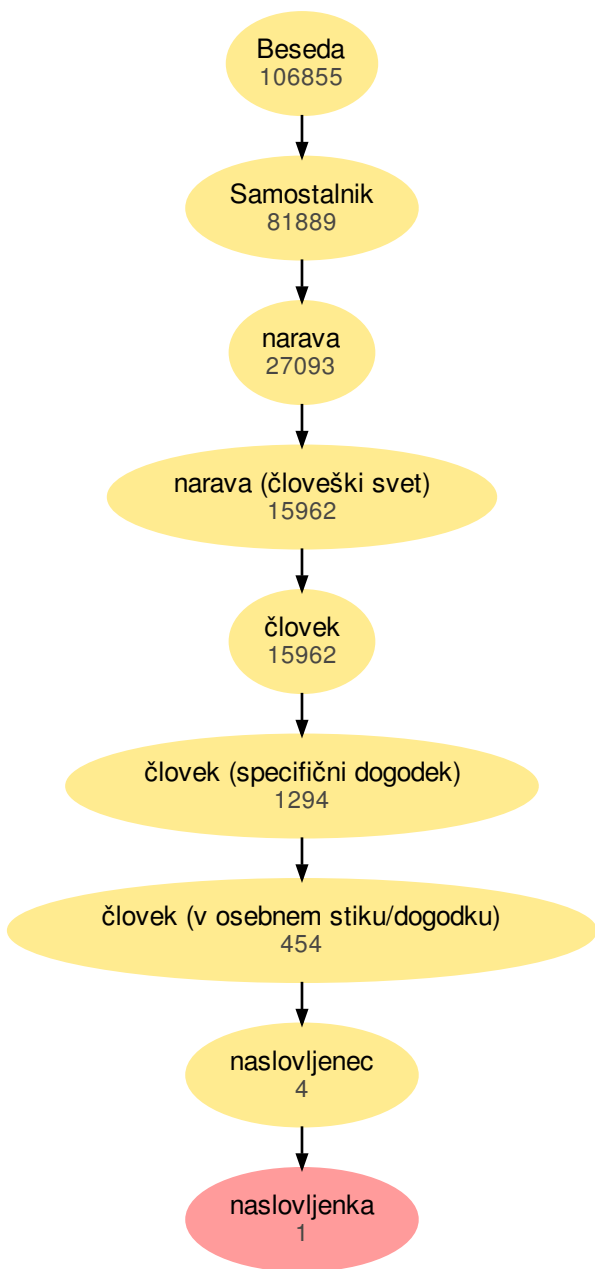 Beseda
106855
Samostalnik
81889
narava
27093
narava (človeški svet)
15962
človek
15962
človek (specifični dogodek)
1294
človek (v osebnem stiku/dogodku)
454
naslovljenec
4
naslovljenka
1